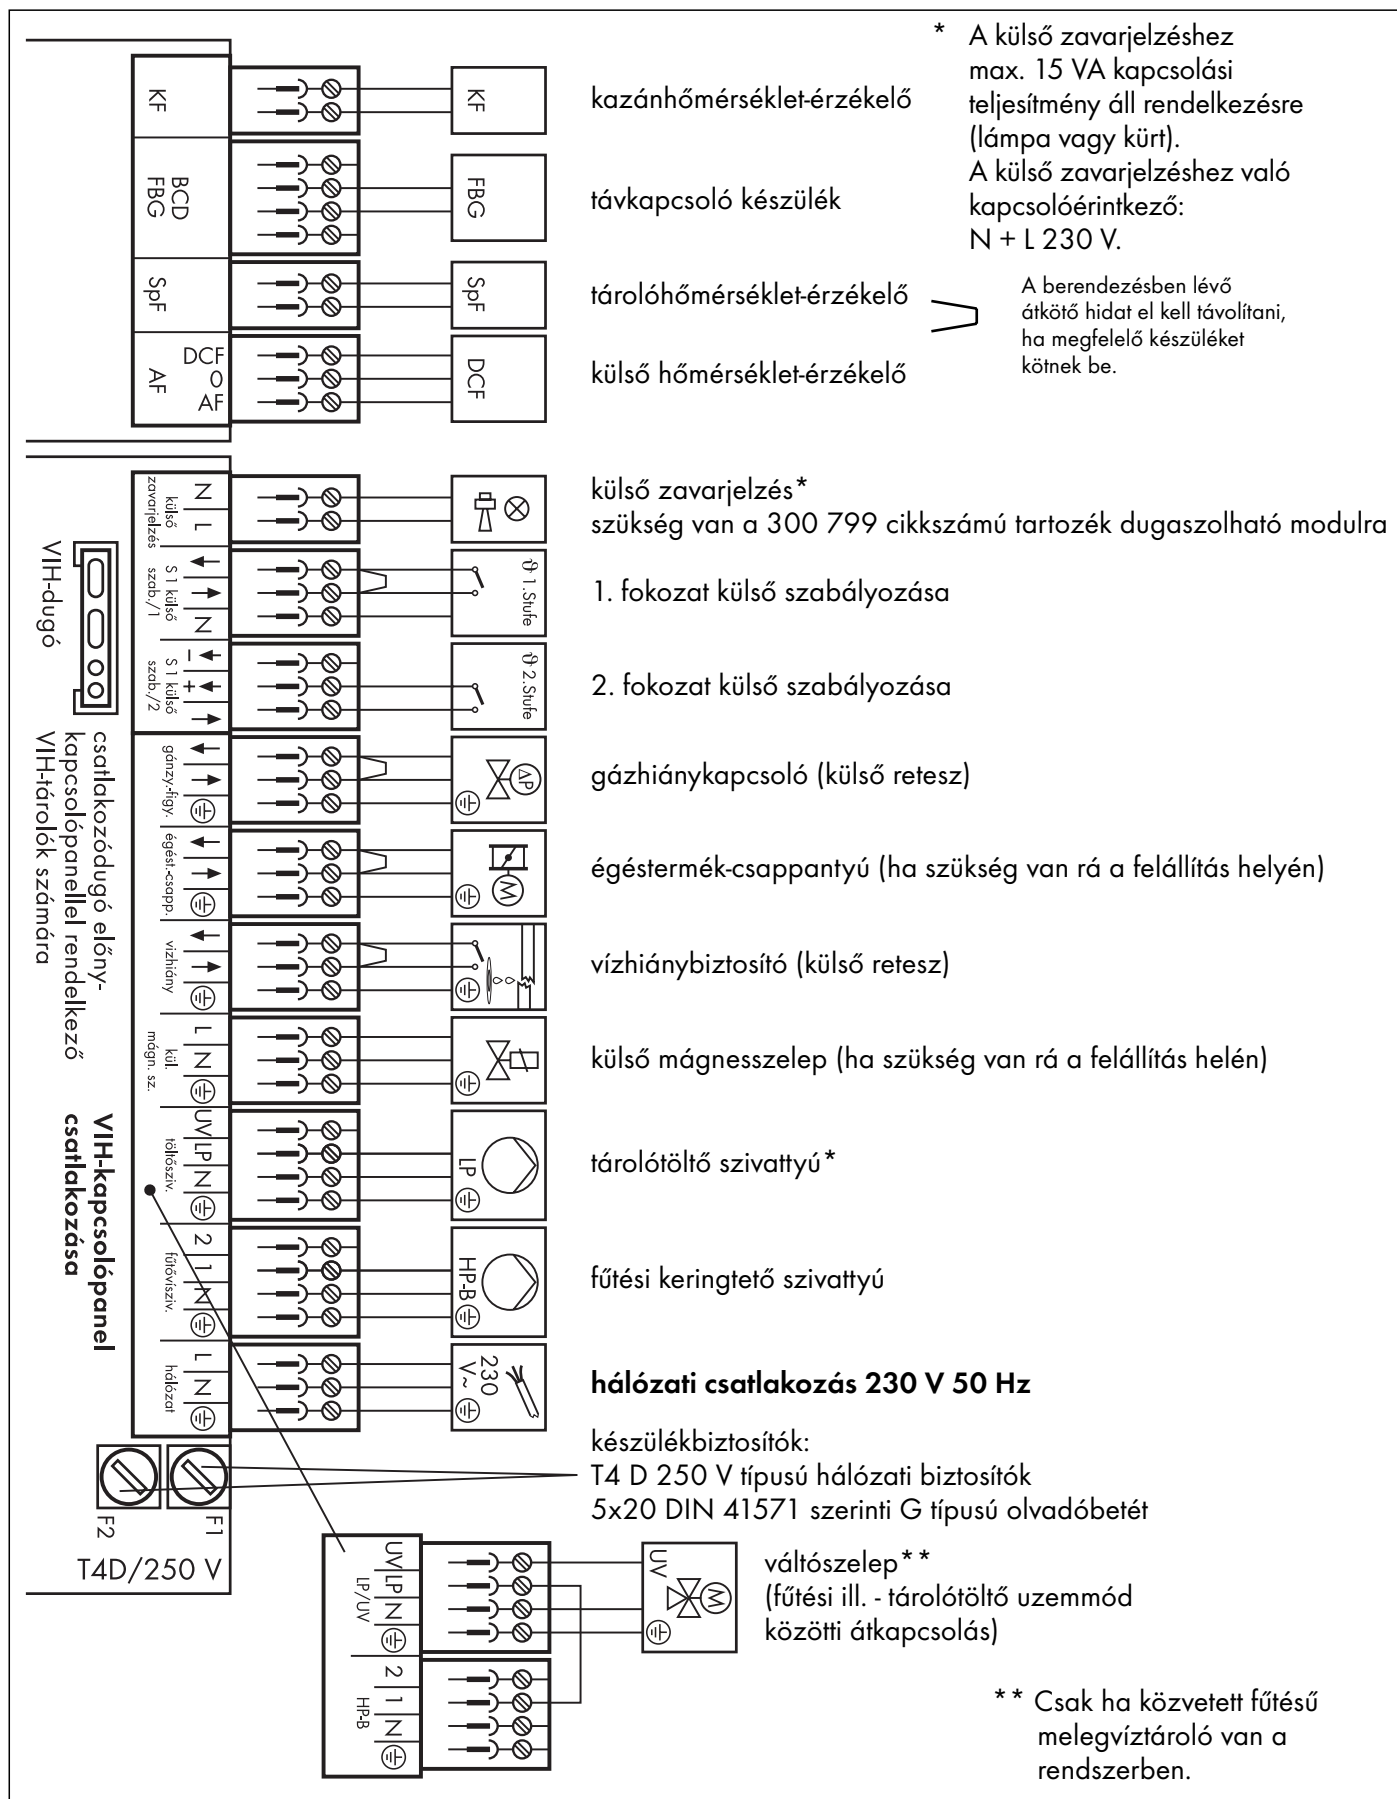 KF
KF
kazánhőmérséklet-érzékelő
BCD
FBG
FBG
távkapcsoló készülék
SpF
SpF
tárolóhőmérséklet-érzékelő
DCF
O
AF
AF
DCF
külső hőmérséklet-érzékelő
* A külső zavarjelzéshez
max. 15 VA kapcsolási
teljesítmény áll rendelkezésre
(lámpa vagy kürt).
A külső zavarjelzéshez való
kapcsolóérintkező:
N + L 230 V.
A berendezésben lévő
átkötő hidat el kell távolítani,
ha megfelelő készüléket
kötnek be.
N
L
külső
zavarjelzés
külső zavarjelzés*
szükség van a 300 799 cikkszámú tartozék dugaszolható modulra
N
S 1 külső
szab./1
ϑ 1.Stufe
1. fokozat külső szabályozása
- +
S 1 külső
szab./2
ϑ 2.Stufe
2. fokozat külső szabályozása
gánzy.-figy.
ΔP
gázhiánykapcsoló (külső retesz)
égést.-csapp.
M
égéstermék-csappantyú (ha szükség van rá a felállítás helyén)
vizhiány
vízhiánybiztosító (külső retesz)
L
N
kül.
mágn. sz.
külső mágnesszelep (ha szükség van rá a felállítás helén)
UV
LP
N
töltősziv.
LP
tárolótöltő szivattyú*
2
1
N
fűtővísziv.
HP-B
fűtési keringtető szivattyú
L
N
hálózat
230
V~
hálózati csatlakozás 230 V 50 Hz
VIH-dugó
csatlakozódugó előny-
kapcsolópanellel rendelkező
VIH-tárolók számára
VIH-kapcsolópanel
csatlakozása
készülékbiztosítók:
T4 D 250 V típusú hálózati biztosítók
5x20 DIN 41571 szerinti G típusú olvadóbetét
F2
F1
T4D/250 V
UV
LP
N
LP/UV
UV
M
váltószelep**
(fűtési ill. - tárolótöltő uzemmód
közötti átkapcsolás)
2
1
N
HP-B
** Csak ha közvetett fűtésű
melegvíztároló van a
rendszerben.